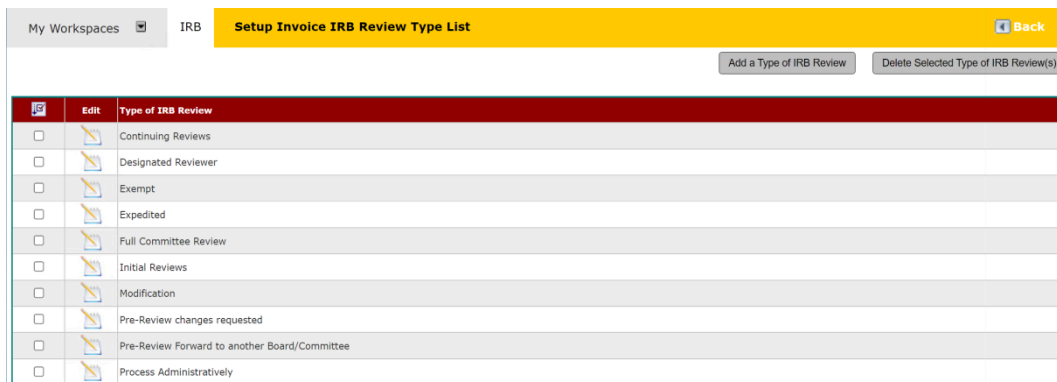 My Workspaces IRB Setup Invoice IRB Review Type List Back
Add a Type of IRB Review Delete Selected Type of IRB Review(s)
Edit Type of IRB Review
Continuing Reviews
Designated Reviewer
Exempt
Expedited
Full Committee Review
Initial Reviews
Modification
Pre-Review changes requested
Pre-Review Forward to another Board/Committee
Process Administratively